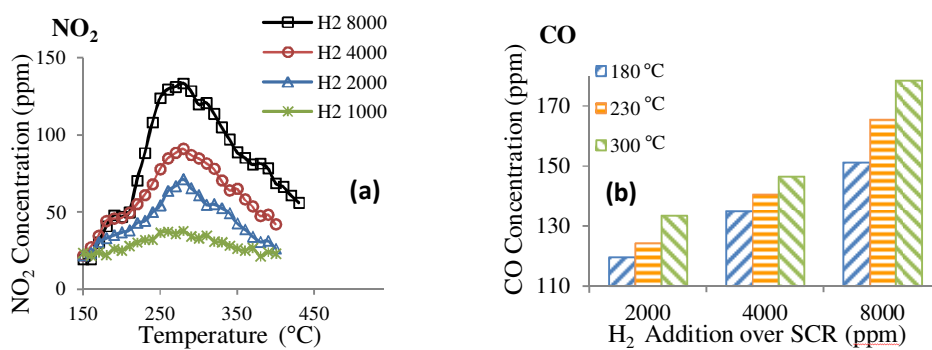 NO2
H2 8000
H2 4000
H2 2000
H2 1000
NO2 Concentration (ppm)
150
100
50
0
150 250 350 450
Temperature (°C)
(a)
CO
180 °C
230 °C
300 °C
CO Concentration (ppm)
170
150
130
110
2000 4000 8000
H2 Addition over SCR (ppm)
(b)